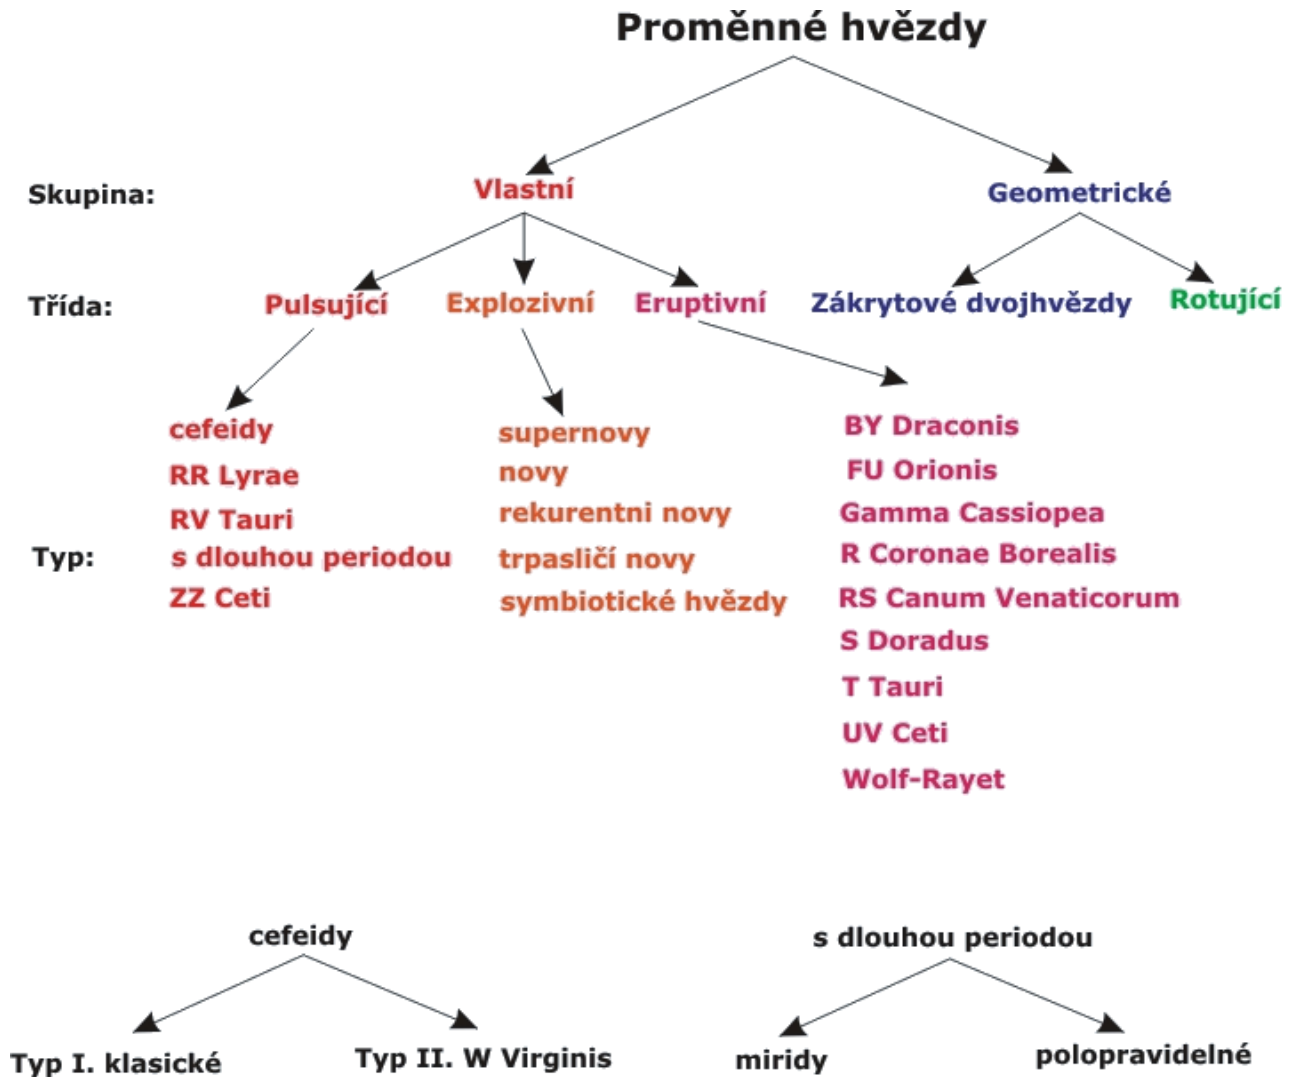 Proměnné hvězdy
Skupina:
Vlastní
Geometrické
Třída:
Pulsující
Explozivní
Eruptivní
Zákrytové dvojhvězdy
Rotující
Typ:
cefeidy
RR Lyrae
RV Tauri
s dlouhou periodou
ZZ Ceti
supernovy
novy
rekurentni novy
trpasličí novy
symbiotické hvězdy
BY Draconis
FU Orionis
Gamma Cassiopea
R Coronae Borealis
RS Canum Venaticorum
S Doradus
T Tauri
UV Ceti
Wolf-Rayet
cefeidy
Typ I. klasické
Typ II. W Virginis
s dlouhou periodou
miridy
polopravidelné